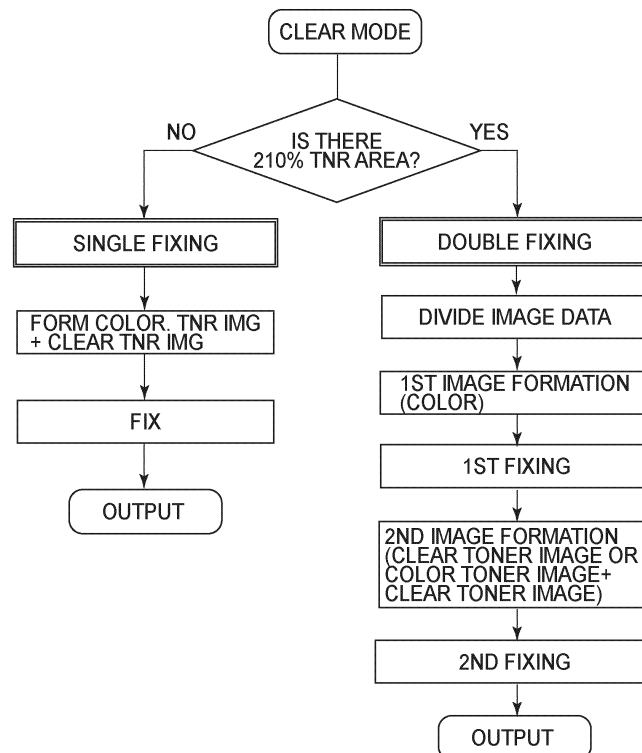 CLEAR MODE
NO
YES
IS THERE
210% TNR AREA?
SINGLE FIXING
FORM COLOR. TNR IMG
+ CLEAR TNR IMG
FIX
OUTPUT
DOUBLE FIXING
DIVIDE IMAGE DATA
1ST IMAGE FORMATION
(COLOR)
1ST FIXING
2ND IMAGE FORMATION
(CLEAR TONER IMAGE OR
COLOR TONER IMAGE+
CLEAR TONER IMAGE)
2ND FIXING
OUTPUT